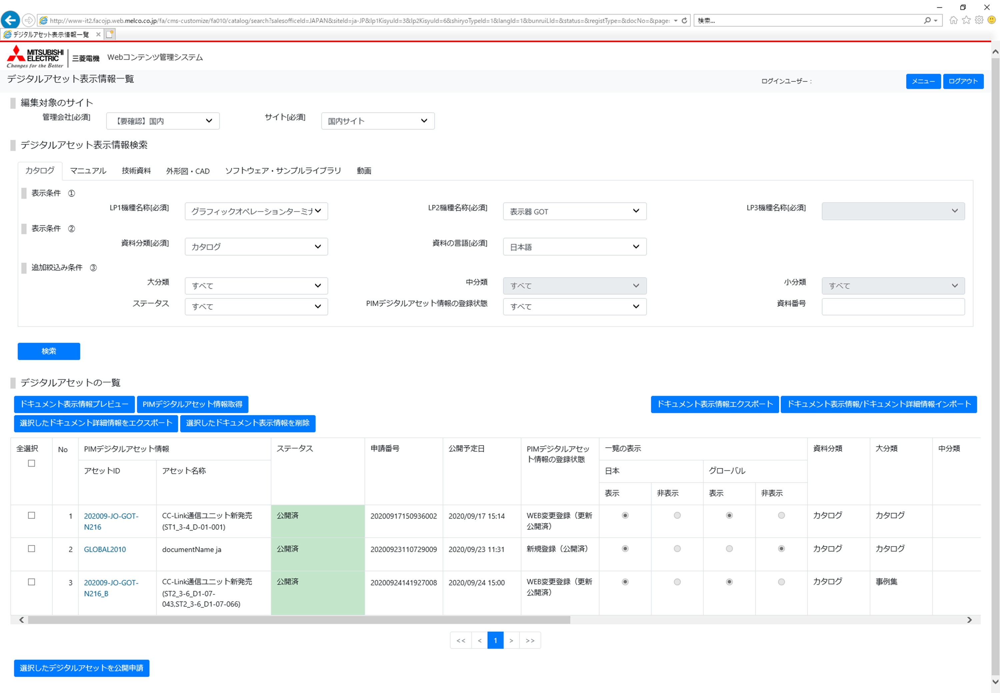 http://www-it2.facojp.web.melco.co.jp/fa/cms-customize/fa010/catalog/search?salesofficeId=JAPAN&siteId=ja-JP&lp1KisyuId=3&lp2KisyuId=6&shiryoTypeId=1&langId=1&bunruiLId=&status=&registType=&docNo=&page: 検索...
デジタルアセット表示情報一覧
MITSUBISHI ELECTRIC
Changes for the Better
三菱電機 Webコンテンツ管理システム
デジタルアセット表示情報一覧 ログインユーザー： メニュー ログアウト
編集対象のサイト
管理会社[必須] 【要確認】国内 サイト[必須] 国内サイト
デジタルアセット表示情報検索
カタログ マニュアル 技術資料 外形図・CAD ソフトウェア・サンプルライブラリ 動画
表示条件 ①
LP1機種名称[必須] グラフィックオペレーションターミナ LP2機種名称[必須] 表示器 GOT LP3機種名称[必須]
表示条件 ②
資料分類[必須] カタログ 資料の言語[必須] 日本語
追加絞込み条件 ③
大分類 すべて 中分類 すべて 小分類 すべて
ステータス すべて PIMデジタルアセット情報の登録状態 すべて 資料番号
検索
デジタルアセットの一覧
ドキュメント表示情報プレビュー PIMデジタルアセット情報取得 ドキュメント表示情報エクスポート ドキュメント表示情報/ドキュメント詳細情報インポート
選択したドキュメント詳細情報をエクスポート 選択したドキュメント表示情報を削除
全選択 No PIMデジタルアセット情報 ステータス 申請番号 公開予定日 PIMデジタルアセッ 一覧の表示 資料分類 大分類 中分類
ト情報の登録状態
アセットID アセット名称 日本 グローバル
表示 非表示 表示 非表示
1 202009-JO-GOT- CC-Link通信ユニット新発売 公開済 20200917150936002 2020/09/17 15:14 WEB変更登録（更新 カタログ カタログ
N216 (ST1_3-4_D-01-001) 公開済）
2 GLOBAL2010 documentName ja 公開済 20200923110729009 2020/09/23 11:31 新規登録（公開済） カタログ カタログ
3 202009-JO-GOT- CC-Link通信ユニット新発売 公開済 20200924141927008 2020/09/24 15:00 WEB変更登録（更新 カタログ 事例集
N216_B (ST2_3-6_D1-07- 公開済）
043,ST2_3-6_D1-07-066)
<< < 1 > >>
選択したデジタルアセットを公開申請